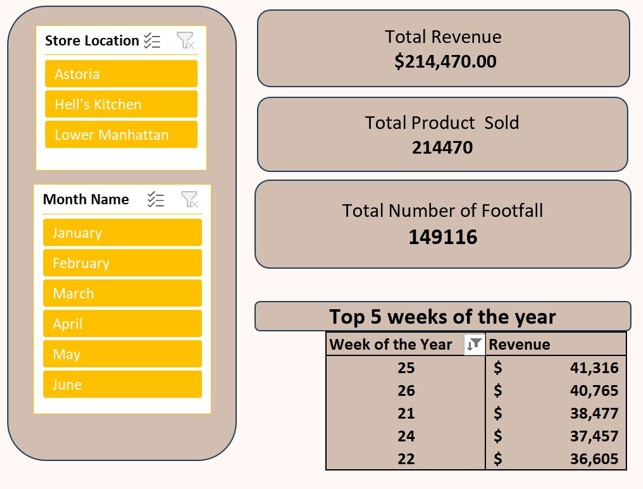 Store Location
Astoria
Hell's Kitchen
Lower Manhattan
Month Name
January
February
March
April
May
June
Total Revenue
$214,470.00
Total Product Sold
214470
Total Number of Footfall
149116
Top 5 weeks of the year
Week of the Year Revenue
25 $ 41,316
26 $ 40,765
21 $ 38,477
24 $ 37,457
22 $ 36,605